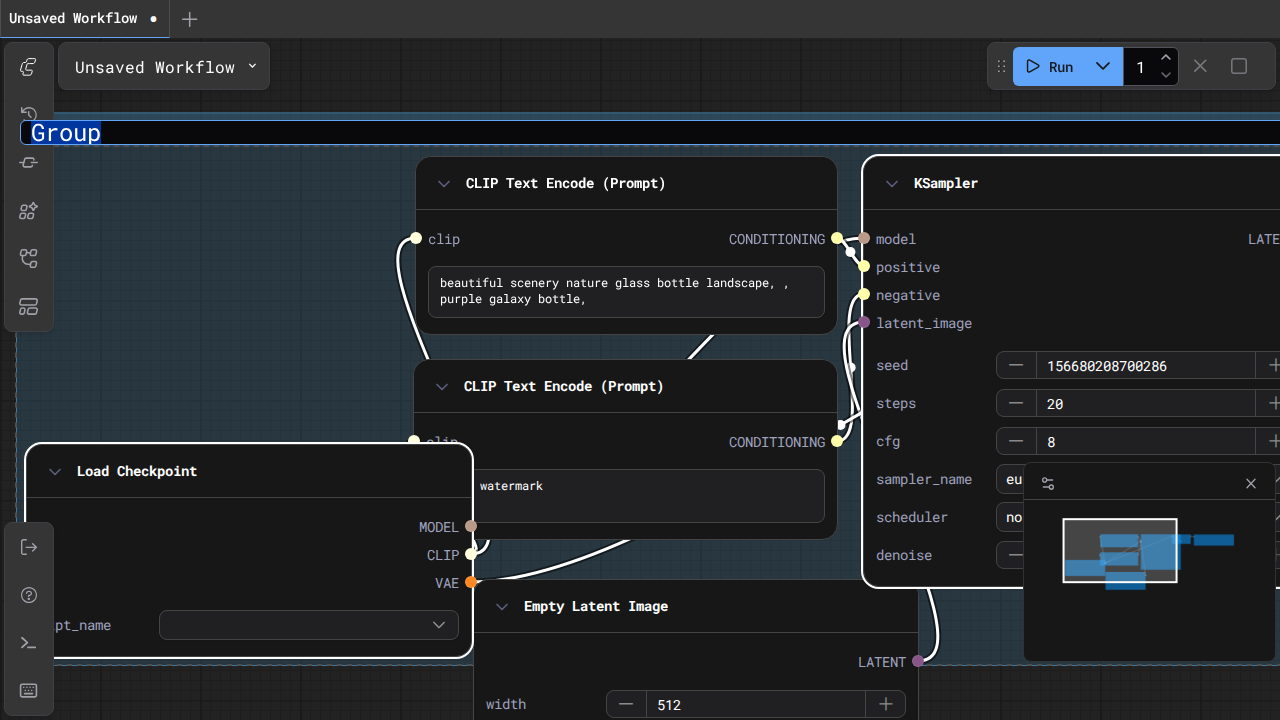 Unsaved Workflow
Unsaved Workflow
Run
1
Group
CLIP Text Encode (Prompt)
clip
CONDITIONING
beautiful scenery nature glass bottle landscape, ,
purple galaxy bottle,
KSampler
model
positive
negative
latent_image
seed
156680208700286
steps
20
cfg
8
sampler_name
eu
scheduler
no
denoise
CLIP Text Encode (Prompt)
clip
CONDITIONING
watermark
Load Checkpoint
MODEL
CLIP
VAE
pt_name
Empty Latent Image
LATENT
width
512